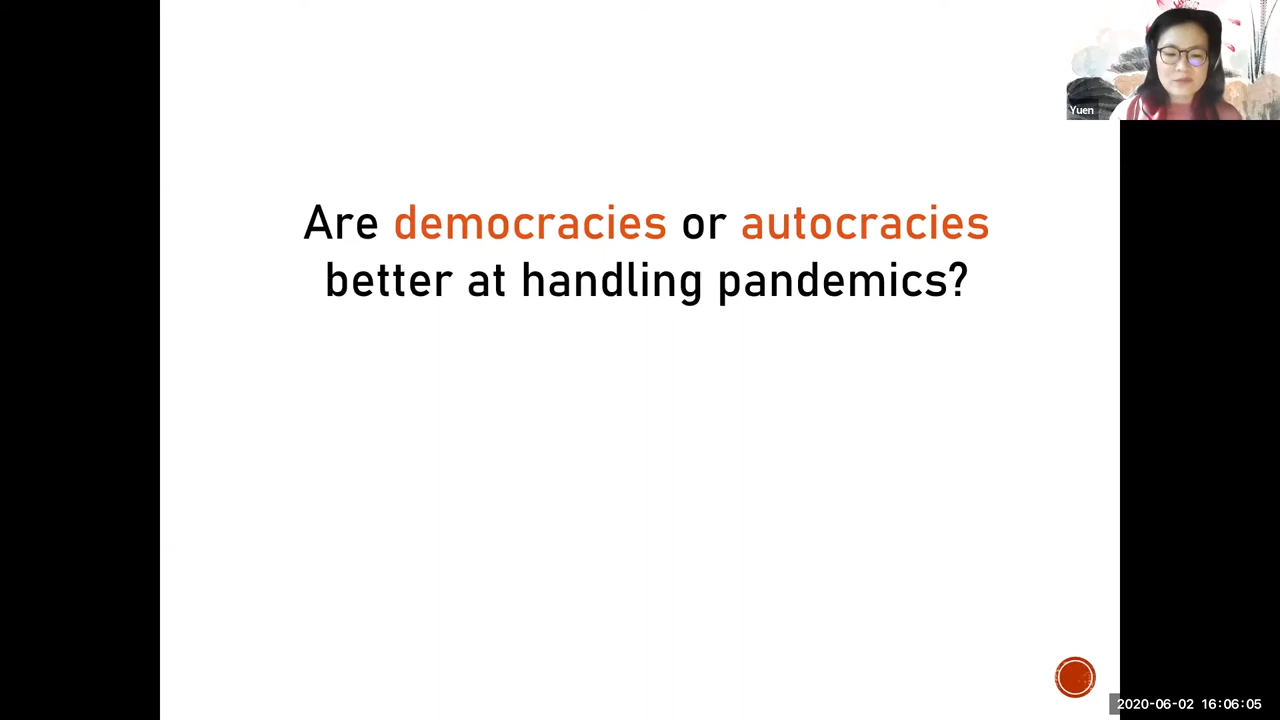 Yuen
Are democracies or autocracies
better at handling pandemics?
2020-06-02 16:06:05